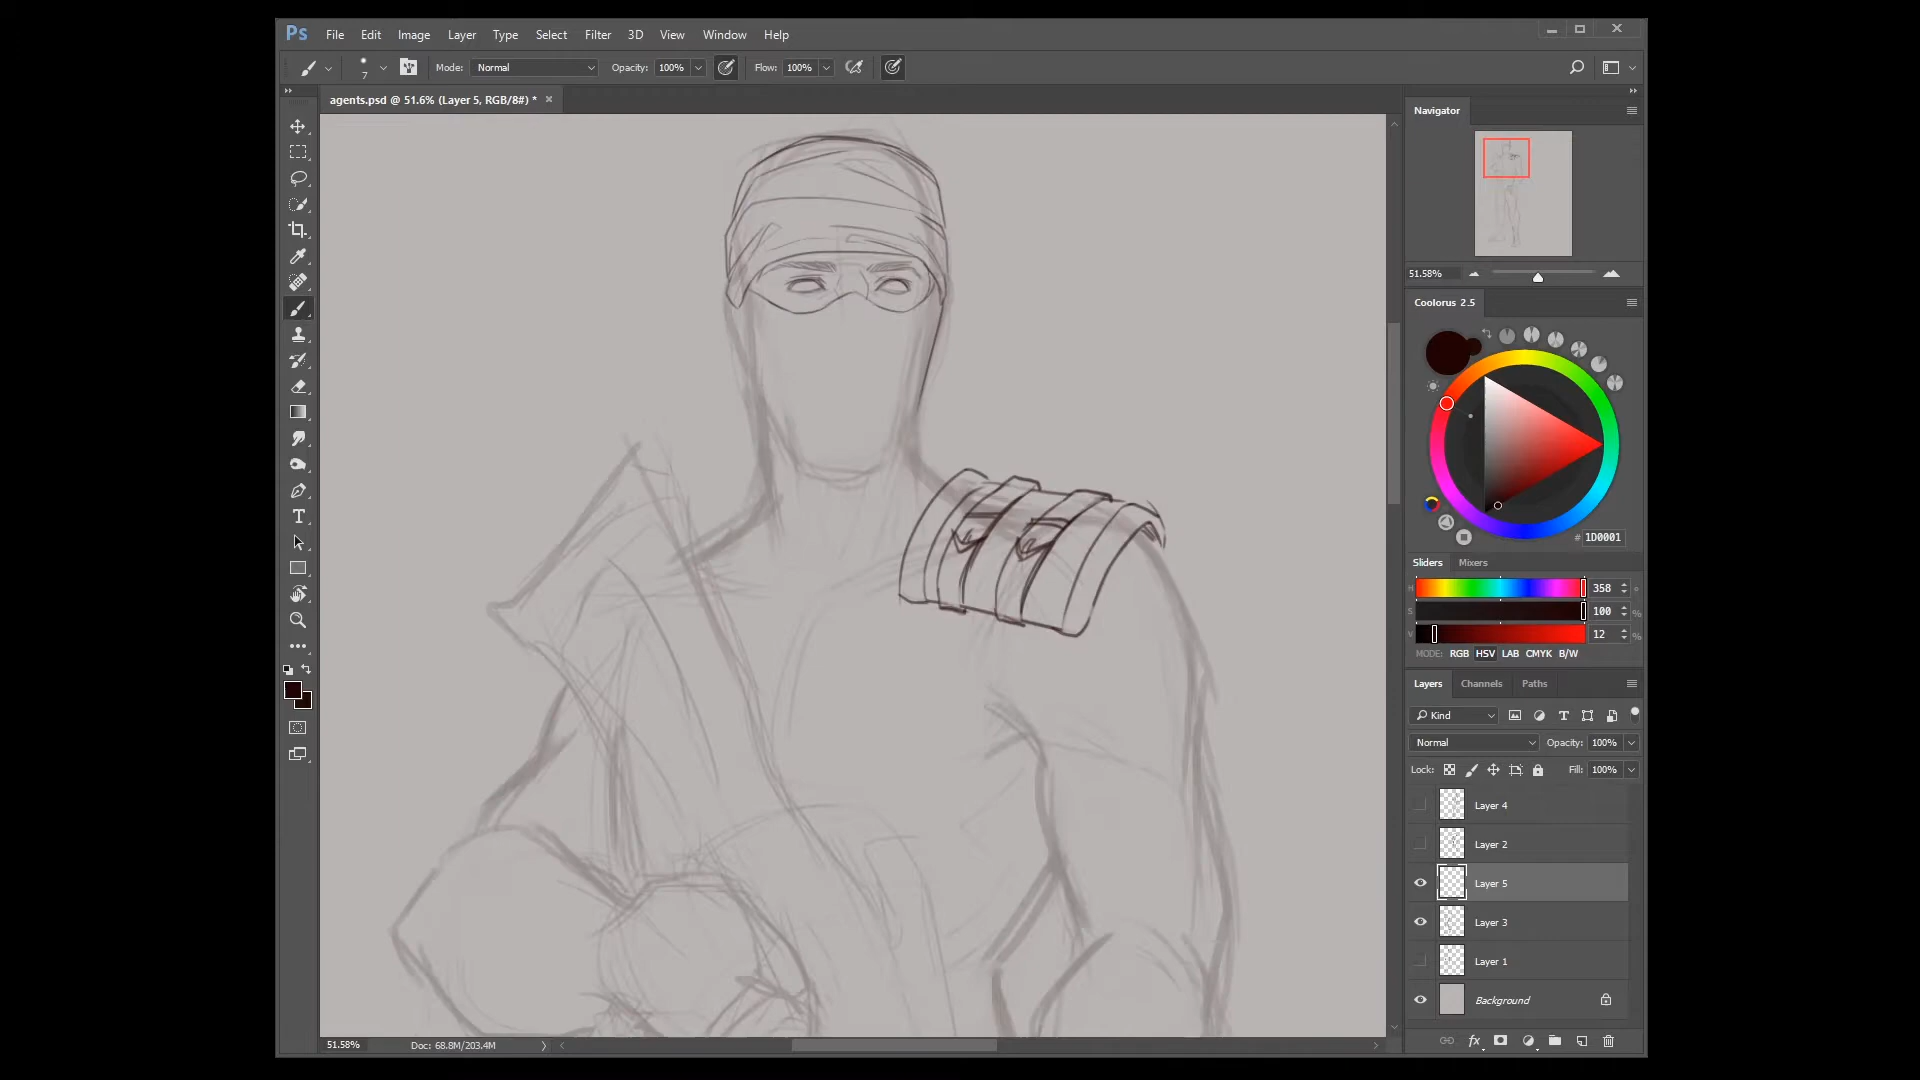 Ps File Edit Image Layer Type Select Filter 3D View Window Help
7 Mode: Normal Opacity: 100% Flow: 100%
agents.psd @ 51.6% (Layer 5, RGB/8#) * ×
Navigator
51.58%
Coolorus 2.5
# 1D0001
Sliders Mixers
H 358 °
S 100 %
V 12 %
MODE: RGB HSV LAB CMYK B/W
Layers Channels Paths
Kind
Normal Opacity: 100%
Lock: Fill: 100%
Layer 4
Layer 2
Layer 5
Layer 3
Layer 1
Background
fx
51.58% Doc: 68.8M/203.4M